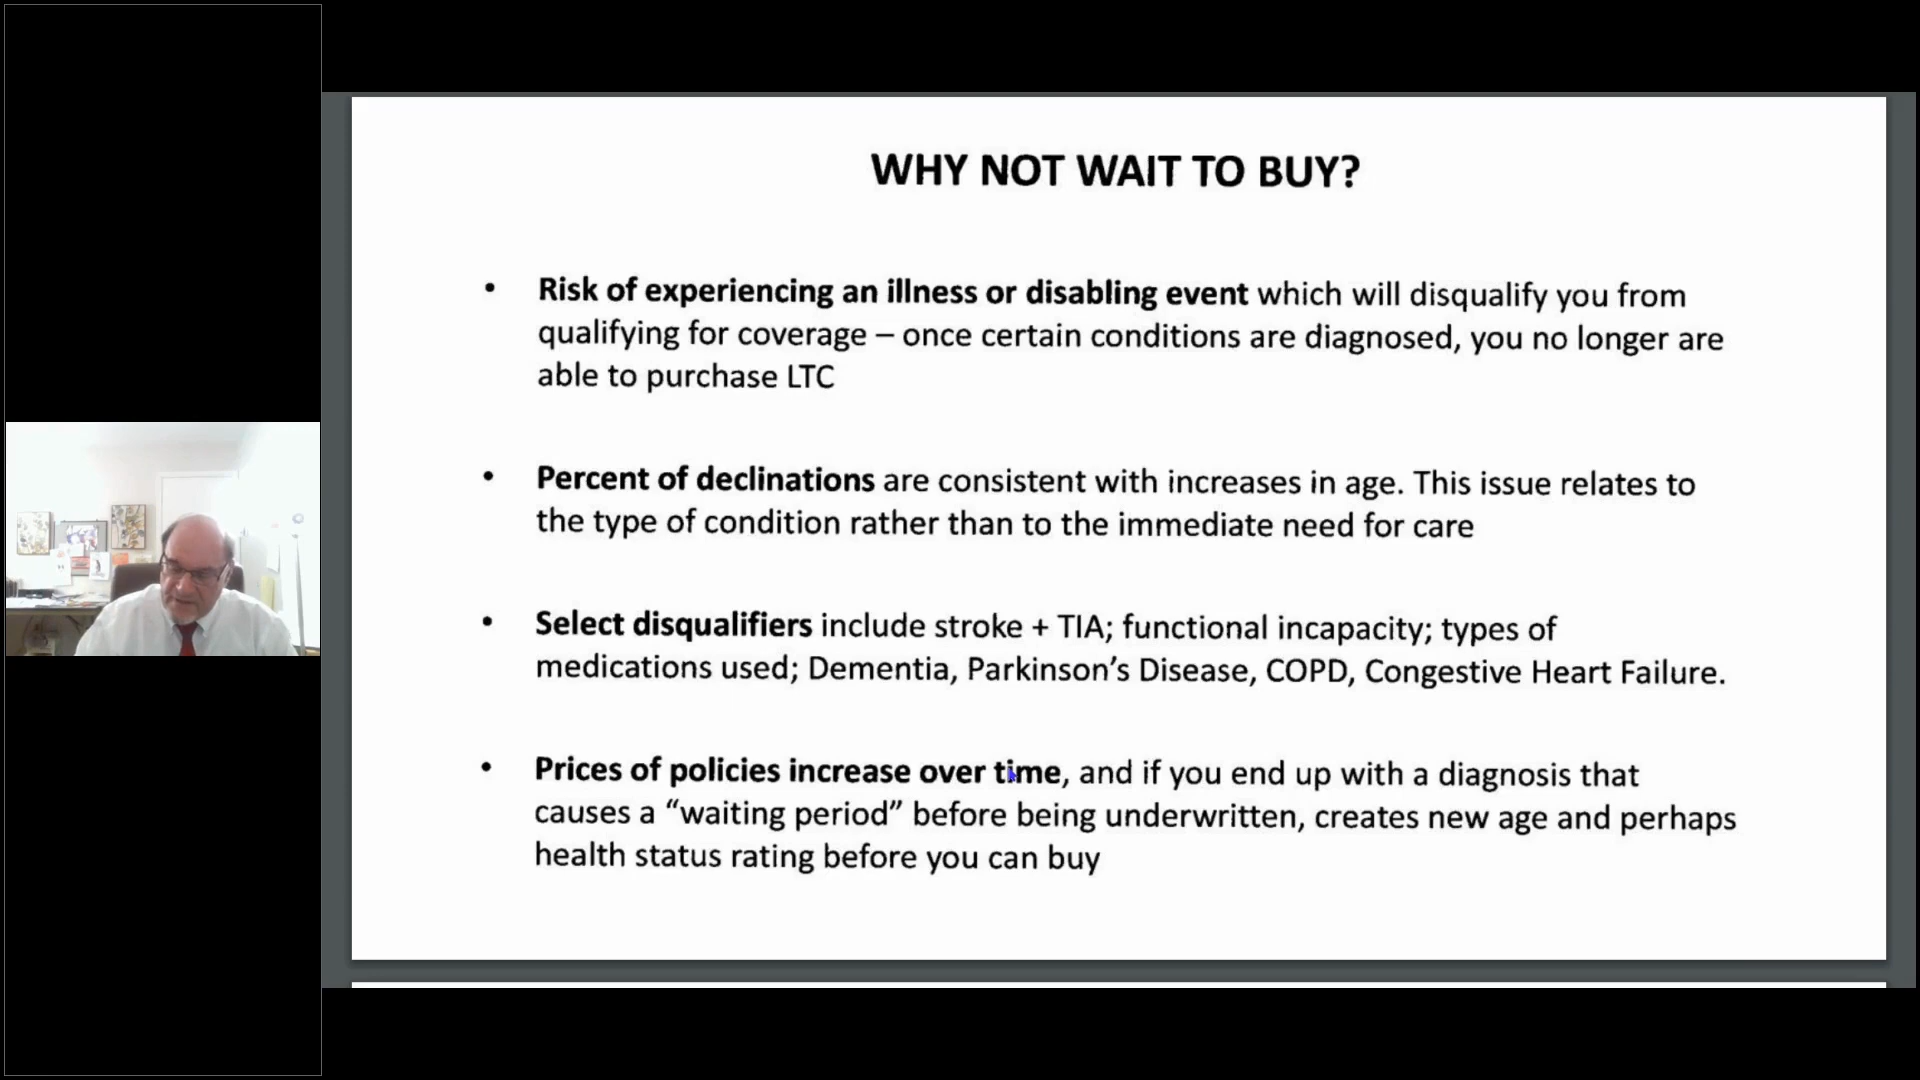 WHY NOT WAIT TO BUY?
• Risk of experiencing an illness or disabling event which will disqualify you from
qualifying for coverage – once certain conditions are diagnosed, you no longer are
able to purchase LTC
• Percent of declinations are consistent with increases in age. This issue relates to
the type of condition rather than to the immediate need for care
• Select disqualifiers include stroke + TIA; functional incapacity; types of
medications used; Dementia, Parkinson’s Disease, COPD, Congestive Heart Failure.
• Prices of policies increase over time, and if you end up with a diagnosis that
causes a “waiting period” before being underwritten, creates new age and perhaps
health status rating before you can buy